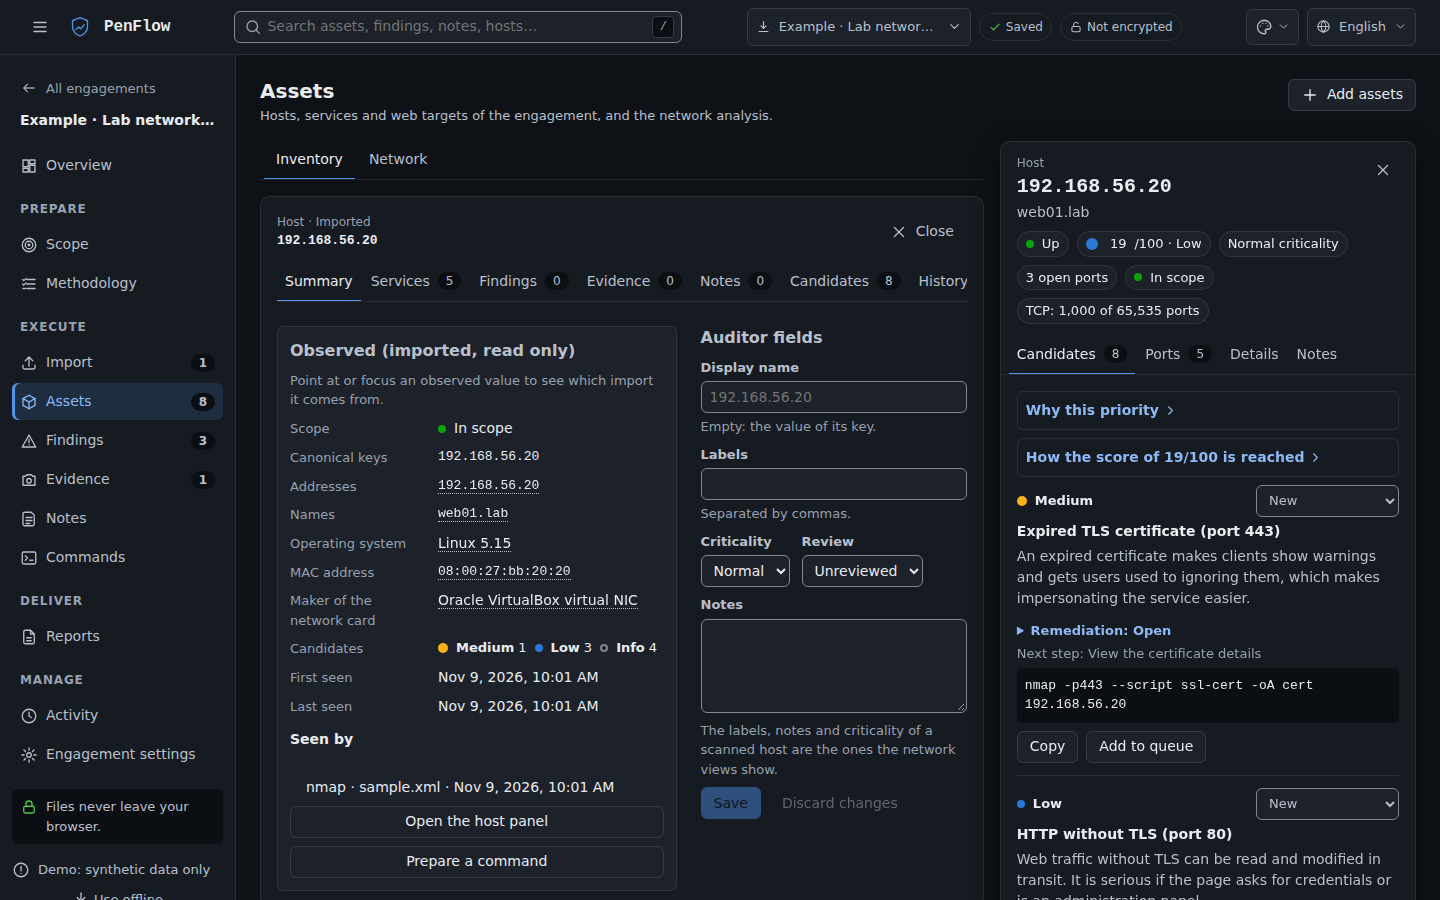 PenFlow
Search assets, findings, notes, hosts…
/
Example · Lab networ…
Saved
Not encrypted
English
All engagements
Example · Lab network…
Overview
PREPARE
Scope
Methodology
EXECUTE
Import 1
Assets 8
Findings 3
Evidence 1
Notes
Commands
DELIVER
Reports
MANAGE
Activity
Engagement settings
Files never leave your
browser.
Demo: synthetic data only
Use offline
Assets
Hosts, services and web targets of the engagement, and the network analysis.
Add assets
Inventory
Network
Host · Imported
192.168.56.20
Close
Summary
Services 5
Findings 0
Evidence 0
Notes 0
Candidates 8
History
Observed (imported, read only)
Point at or focus an observed value to see which import
it comes from.
Scope In scope
Canonical keys 192.168.56.20
Addresses 192.168.56.20
Names web01.lab
Operating system Linux 5.15
MAC address 08:00:27:bb:20:20
Maker of the
network card
Oracle VirtualBox virtual NIC
Candidates Medium 1 Low 3 Info 4
First seen Nov 9, 2026, 10:01 AM
Last seen Nov 9, 2026, 10:01 AM
Seen by
nmap · sample.xml · Nov 9, 2026, 10:01 AM
Open the host panel
Prepare a command
Auditor fields
Display name
192.168.56.20
Empty: the value of its key.
Labels
Separated by commas.
Criticality Review
Normal Unreviewed
Notes
The labels, notes and criticality of a
scanned host are the ones the network
views show.
Save
Discard changes
Host
192.168.56.20
web01.lab
Up
19 /100 · Low
Normal criticality
3 open ports
In scope
TCP: 1,000 of 65,535 ports
Candidates 8
Ports 5
Details
Notes
Why this priority
How the score of 19/100 is reached
Medium
New
Expired TLS certificate (port 443)
An expired certificate makes clients show warnings
and gets users used to ignoring them, which makes
impersonating the service easier.
Remediation: Open
Next step: View the certificate details
nmap -p443 --script ssl-cert -oA cert
192.168.56.20
Copy
Add to queue
Low
New
HTTP without TLS (port 80)
Web traffic without TLS can be read and modified in
transit. It is serious if the page asks for credentials or
is an administration panel.